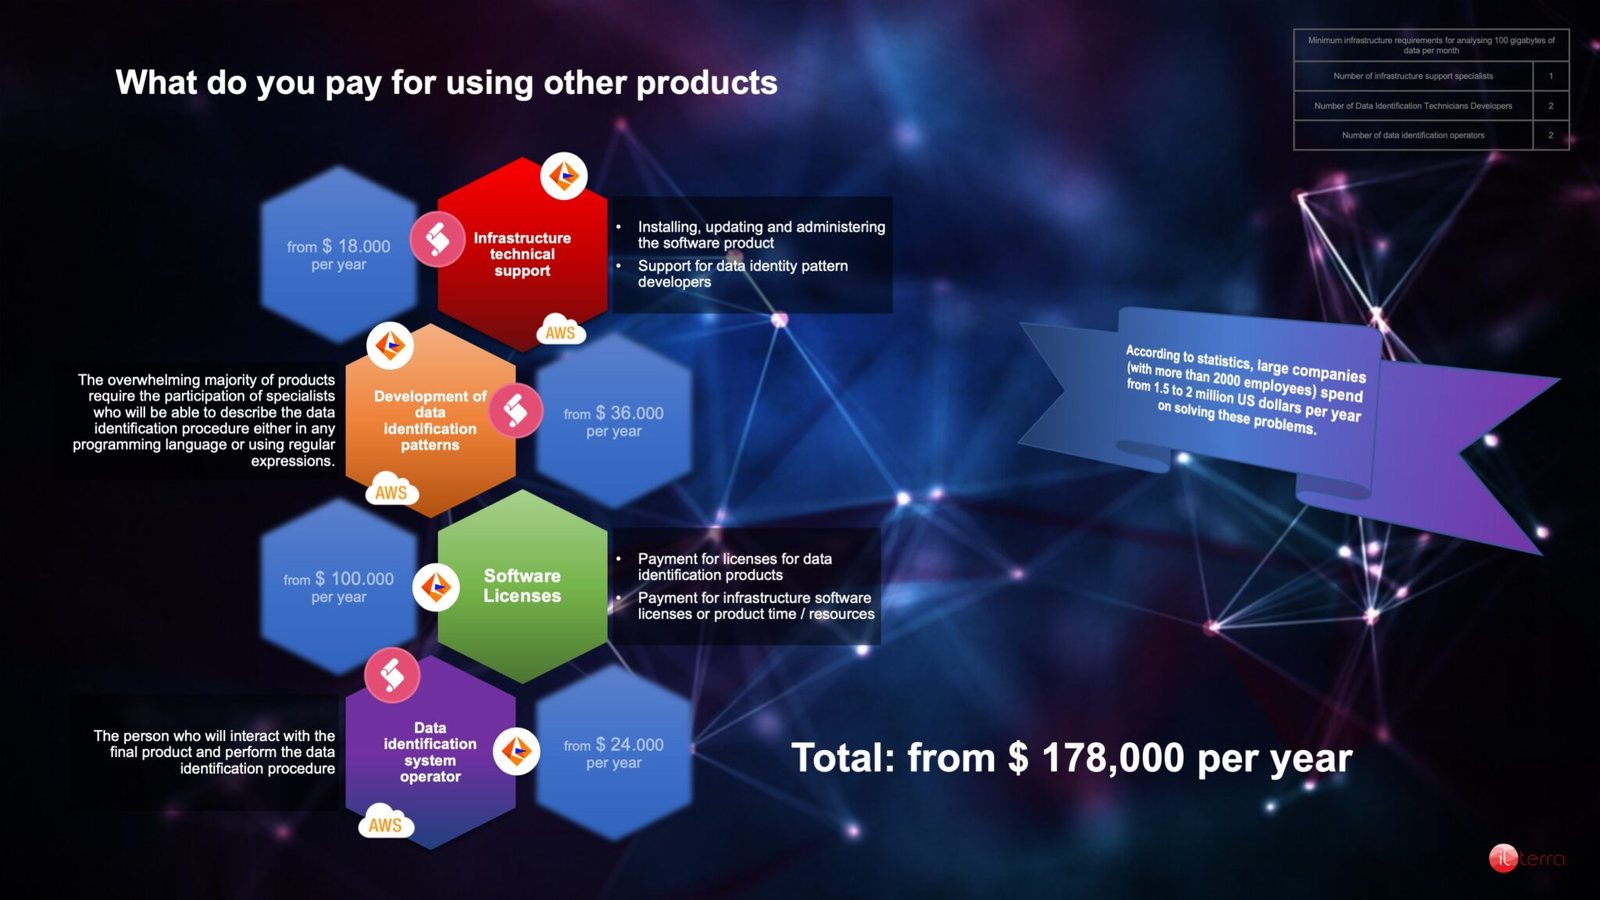 What do you pay for using other products
Minimum infrastructure requirements for analysing 100 gigabytes of
data per month
Number of infrastructure support specialists 1
Number of Data Identification Technicians Developers 2
Number of data identification operators 2
from $ 18.000
per year
Infrastructure
technical
support
AWS
• Installing, updating and administering
the software product
• Support for data identity pattern
developers
The overwhelming majority of products
require the participation of specialists
who will be able to describe the data
identification procedure either in any
programming language or using regular
expressions.
Development of
data
identification
patterns
AWS
from $ 36.000
per year
According to statistics, large companies
(with more than 2000 employees) spend
from 1.5 to 2 million US dollars per year
on solving these problems.
from $ 100.000
per year
Software
Licenses
• Payment for licenses for data
identification products
• Payment for infrastructure software
licenses or product time / resources
The person who will interact with the
final product and perform the data
identification procedure
Data
identification
system
operator
AWS
from $ 24.000
per year
Total: from $ 178,000 per year
itterra